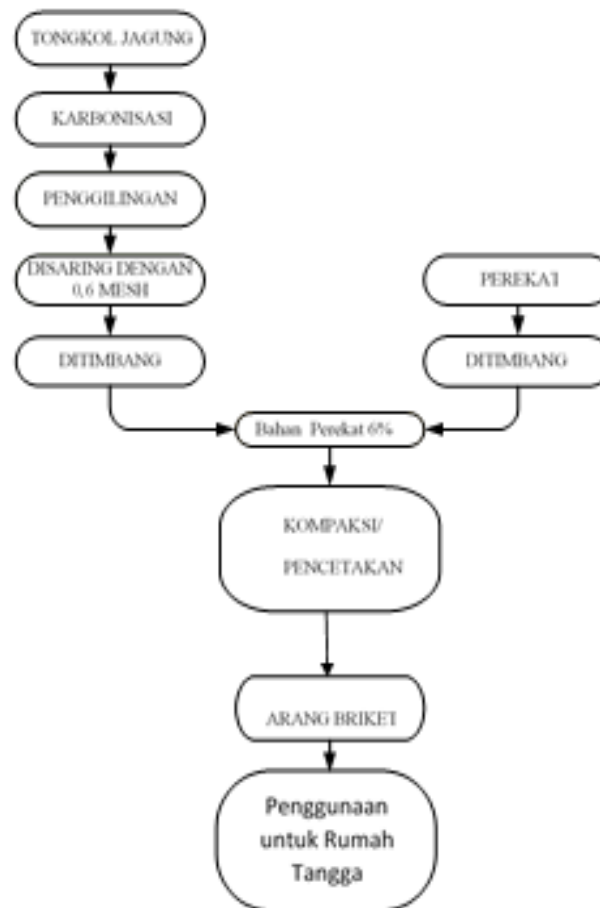 TONGKOL JAGUNG
KARBONISASI
PENGGILINGAN
DISARING DENGAN
0,6 MESH
DITIMBANG
PEREKAT
DITIMBANG
Bahan Perekat 6%
KOMPAKSI/
PENCETAKAN
ARANG BRIKET
Penggunaan
untuk Rumah
Tangga